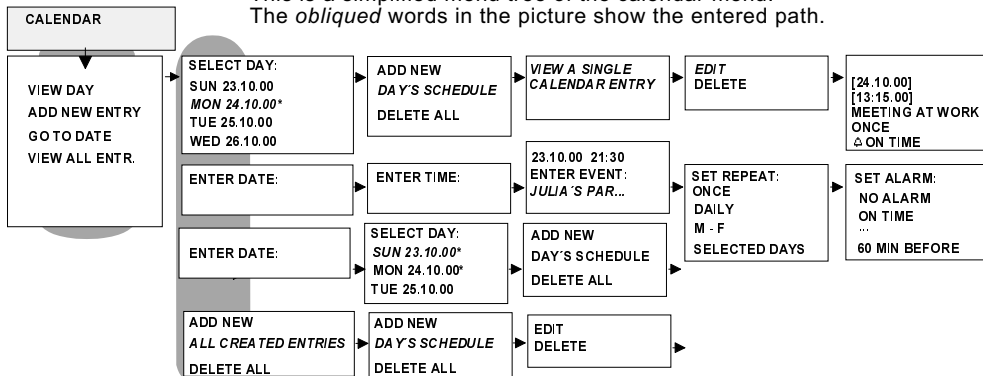 This is a simplified menu tree of the calendar menu.
The obliqued words in the picture show the entered path.
CALENDAR
VIEW DAY
ADD NEW ENTRY
GO TO DATE
VIEW ALL ENTR.
SELECT DAY:
SUN 23.10.00
MON 24.10.00*
TUE 25.10.00
WED 26.10.00
ADD NEW
DAY´S SCHEDULE
DELETE ALL
VIEW A SINGLE
CALENDAR ENTRY
EDIT
DELETE
[24.10.00]
[13:15.00]
MEETING AT WORK
ONCE
ON TIME
ENTER DATE:
ENTER TIME:
23.10.00 21:30
ENTER EVENT:
JULIA´S PAR...
SET REPEAT:
ONCE
DAILY
M - F
SELECTED DAYS
SET ALARM:
NO ALARM
ON TIME
...
60 MIN BEFORE
ENTER DATE:
SELECT DAY:
SUN 23.10.00*
MON 24.10.00*
TUE 25.10.00
ADD NEW
DAY´S SCHEDULE
DELETE ALL
ADD NEW
ALL CREATED ENTRIES
DELETE ALL
ADD NEW
DAY´S SCHEDULE
DELETE ALL
EDIT
DELETE